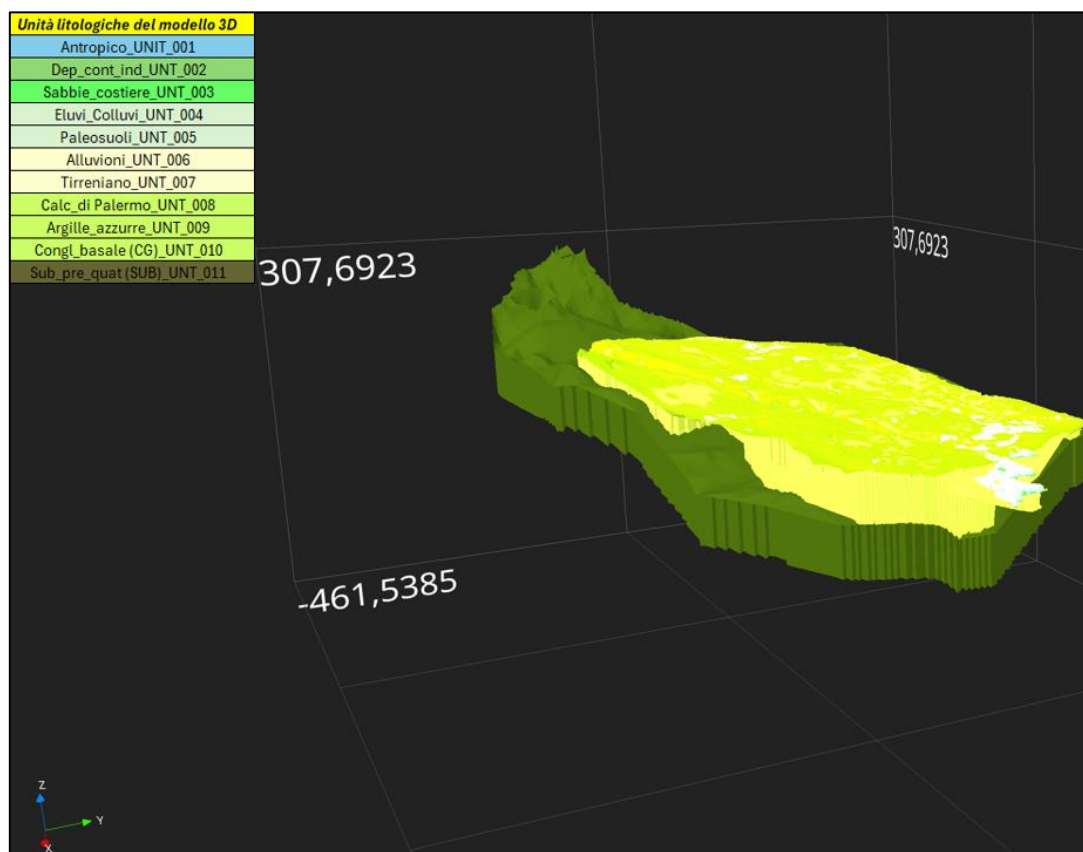 Unità litologiche del modello 3D
Antropico_UNIT_001
Dep_cont_ind_UNT_002
Sabbie_costiere_UNT_003
Eluvi_Colluvi_UNT_004
Paleosuoli_UNT_005
Alluvioni_UNT_006
Tirreniano_UNT_007
Calc_di Palermo_UNT_008
Argille_azzurre_UNT_009
Congl_basale (CG)_UNT_010
Sub_pre_quat (SUB)_UNT_011
307,6923
307,6923
-461,5385
Z
Y
X